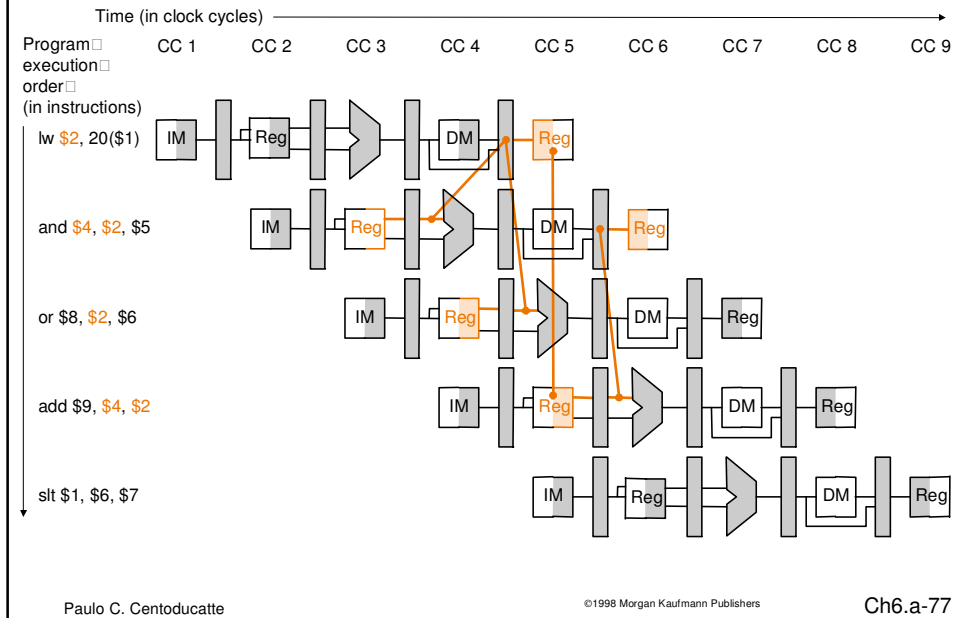 Time (in clock cycles)
Program□ CC 1 CC 2 CC 3 CC 4 CC 5 CC 6 CC 7 CC 8 CC 9
execution□
order□
(in instructions)
lw $2, 20($1) IM Reg DM Reg
and $4, $2, $5 IM Reg DM Reg
or $8, $2, $6 IM Reg DM Reg
add $9, $4, $2 IM Reg DM Reg
slt $1, $6, $7 IM Reg DM Reg
Paulo C. Centoducatte ©1998 Morgan Kaufmann Publishers Ch6.a-77